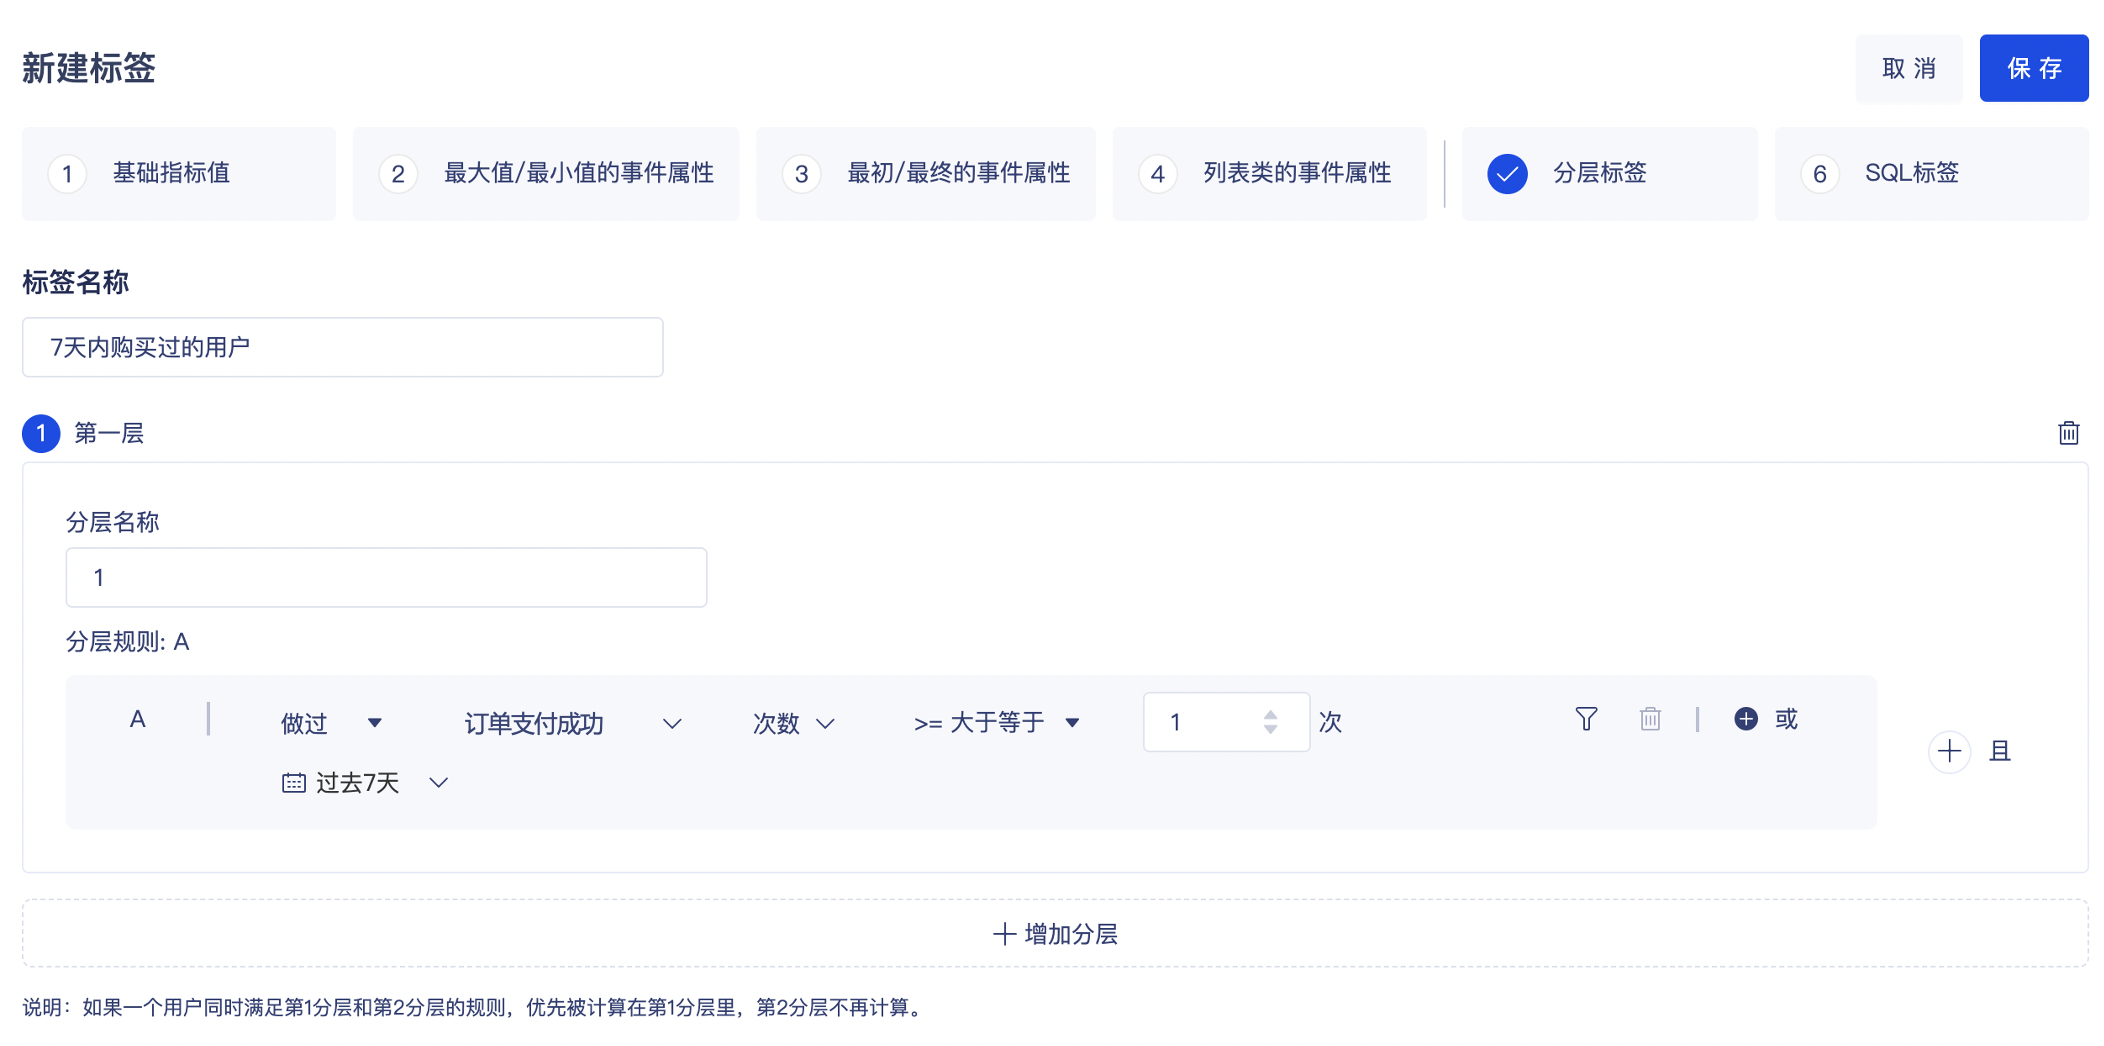 新建标签
取 消
保 存
1 基础指标值
2 最大值/最小值的事件属性
3 最初/最终的事件属性
4 列表类的事件属性
分层标签
6 SQL标签
标签名称
7天内购买过的用户
1 第一层
分层名称
1
分层规则: A
A 做过 订单支付成功 次数 >= 大于等于 1 次 或
且
过去7天
增加分层
说明：如果一个用户同时满足第1分层和第2分层的规则，优先被计算在第1分层里，第2分层不再计算。